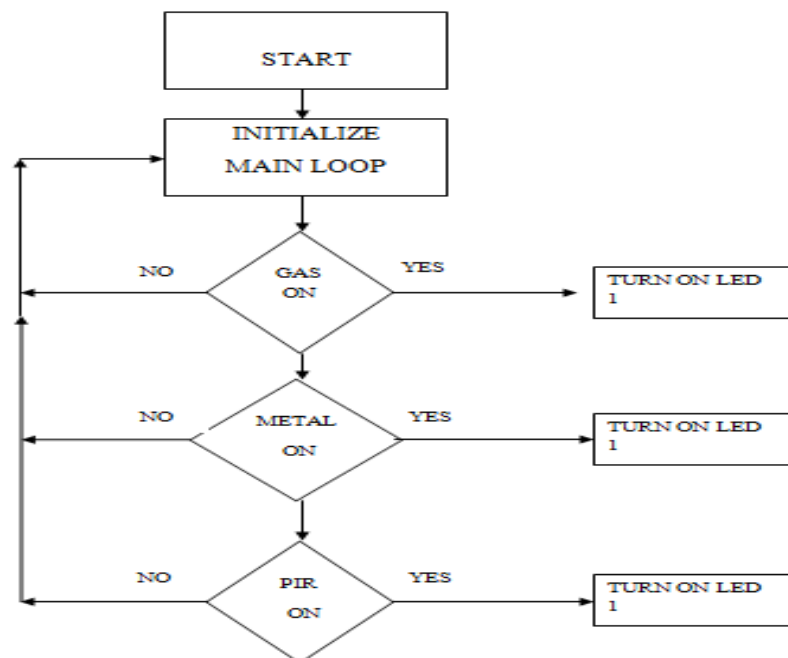 START
INITIALIZE
MAIN LOOP
NO
GAS
ON
YES
TURN ON LED
1
NO
METAL
ON
YES
TURN ON LED
1
NO
PIR
ON
YES
TURN ON LED
1